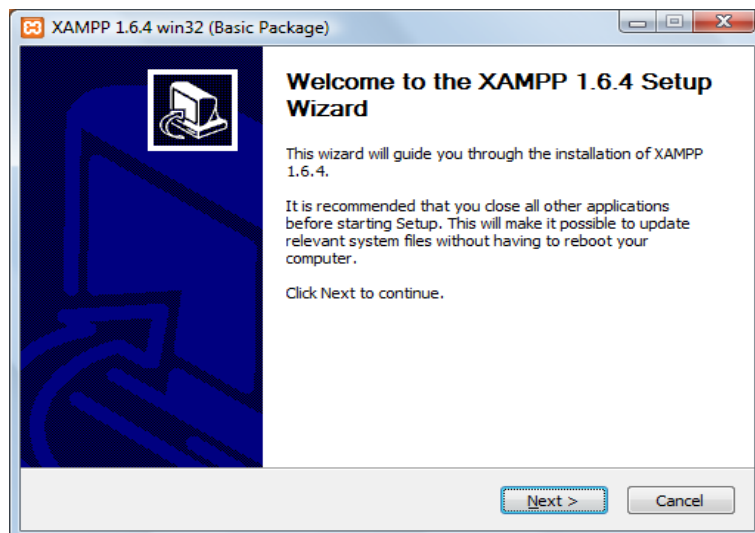 XAMPP 1.6.4 win32 (Basic Package)
Welcome to the XAMPP 1.6.4 Setup
Wizard
This wizard will guide you through the installation of XAMPP
1.6.4.
It is recommended that you close all other applications
before starting Setup. This will make it possible to update
relevant system files without having to reboot your
computer.
Click Next to continue.
Next >
Cancel